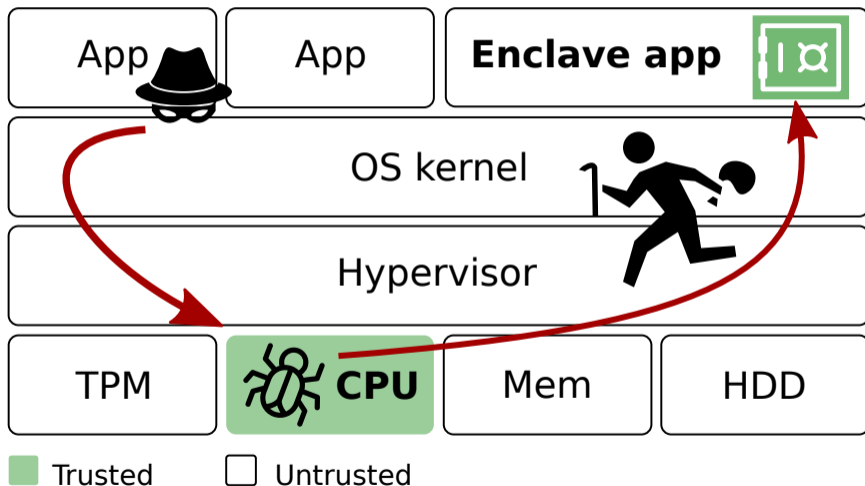 App App Enclave app
OS kernel
Hypervisor
TPM CPU Mem HDD
Trusted Untrusted